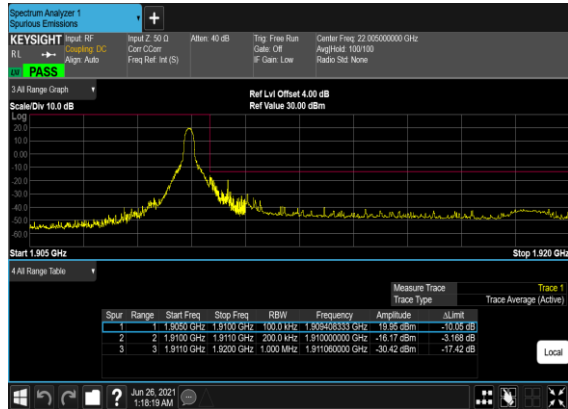 Spectrum Analyzer 1
Spurious Emissions
+
KEYSIGHT Input: RF Input Z: 50 Ω Atten: 40 dB Trig: Free Run Center Freq: 22.005000000 GHz
RL Coupling: DC Corr CCorr Gate: Off Avg|Hold: 100/100
Align: Auto Freq Ref: Int (S) IF Gain: Low Radio Std: None
PASS
3 All Range Graph Ref Lvl Offset 4.00 dB
Scale/Div 10.0 dB Ref Value 30.00 dBm
Log
20.0
10.0
0.00
-10.0
-20.0
-30.0
-40.0
-50.0
-60.0
Start 1.905 GHz Stop 1.920 GHz
4 All Range Table
Measure Trace Trace 1
Trace Type Trace Average (Active)
Spur Range Start Freq Stop Freq RBW Frequency Amplitude ΔLimit
1 1 1.9050 GHz 1.9100 GHz 100.0 kHz 1.909408333 GHz 19.95 dBm -10.05 dB
2 2 1.9100 GHz 1.9110 GHz 200.0 kHz 1.910000000 GHz -16.17 dBm -3.168 dB
3 3 1.9110 GHz 1.9200 GHz 1.000 MHz 1.911060000 GHz -30.42 dBm -17.42 dB
Local
? Jun 26, 2021
1:18:19 AM